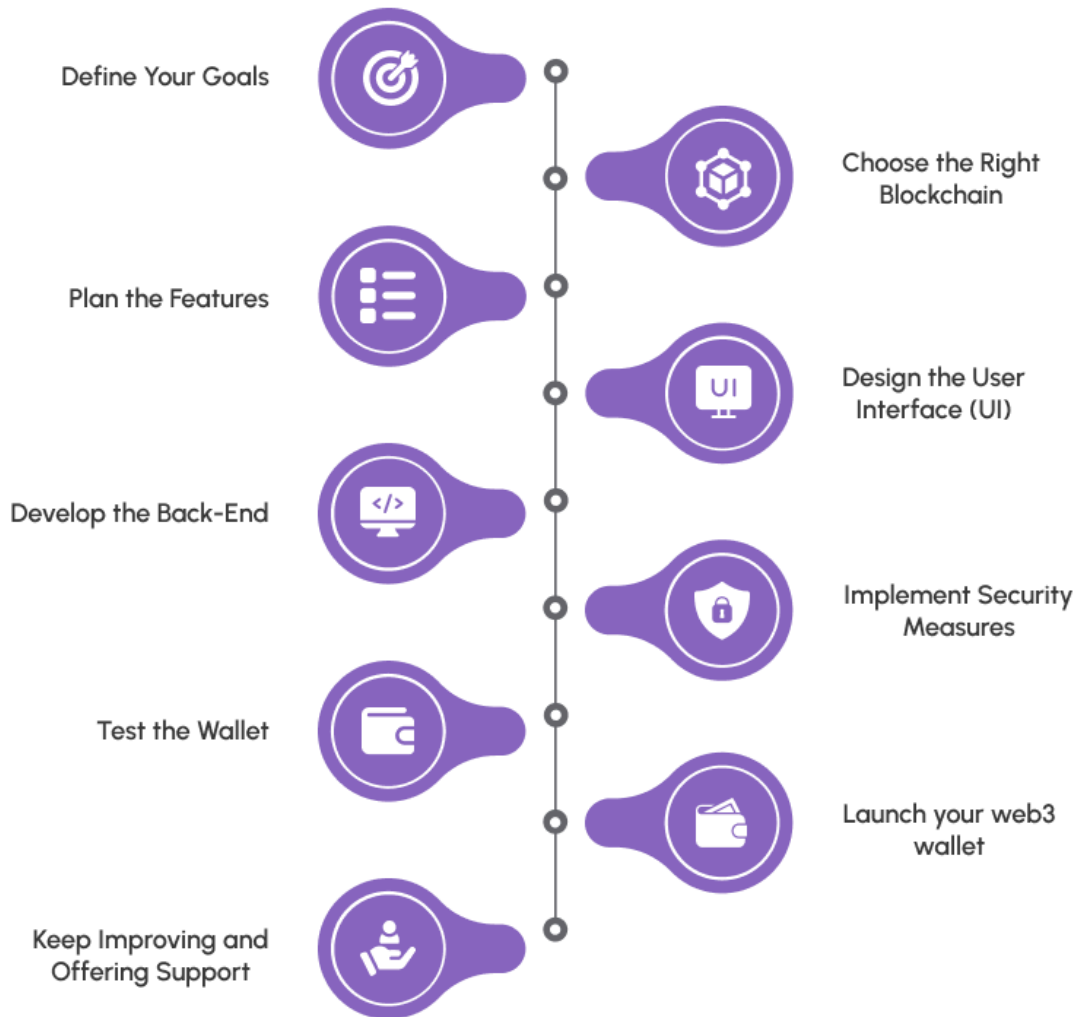 Define Your Goals
Choose the Right
Blockchain
Plan the Features
UI
Design the User
Interface (UI)
</>
Develop the Back-End
Implement Security
Measures
Test the Wallet
Launch your web3
wallet
Keep Improving and
Offering Support